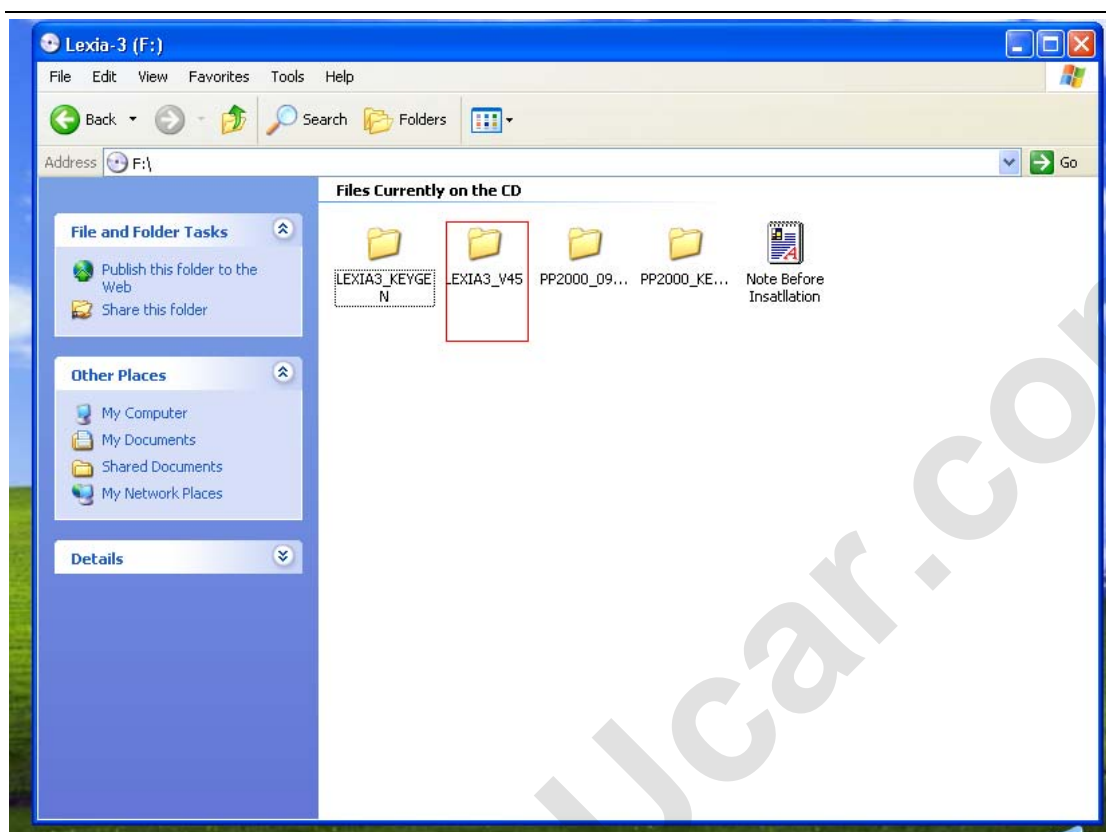 Lexia-3 (F:)
File Edit View Favorites Tools Help
Back Search Folders
Address F:\ Go
Files Currently on the CD
File and Folder Tasks
Publish this folder to the
Web
Share this folder
Other Places
My Computer
My Documents
Shared Documents
My Network Places
Details
LEXIA3_KEYGE
N
LEXIA3_V45
PP2000_09...
PP2000_KE...
Note Before
Insatllation
Ucar.co